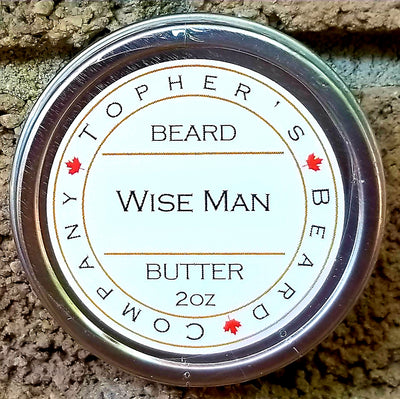 TOPHER'S BEARD COMPANY
BEARD
WISE MAN
BUTTER
2OZ